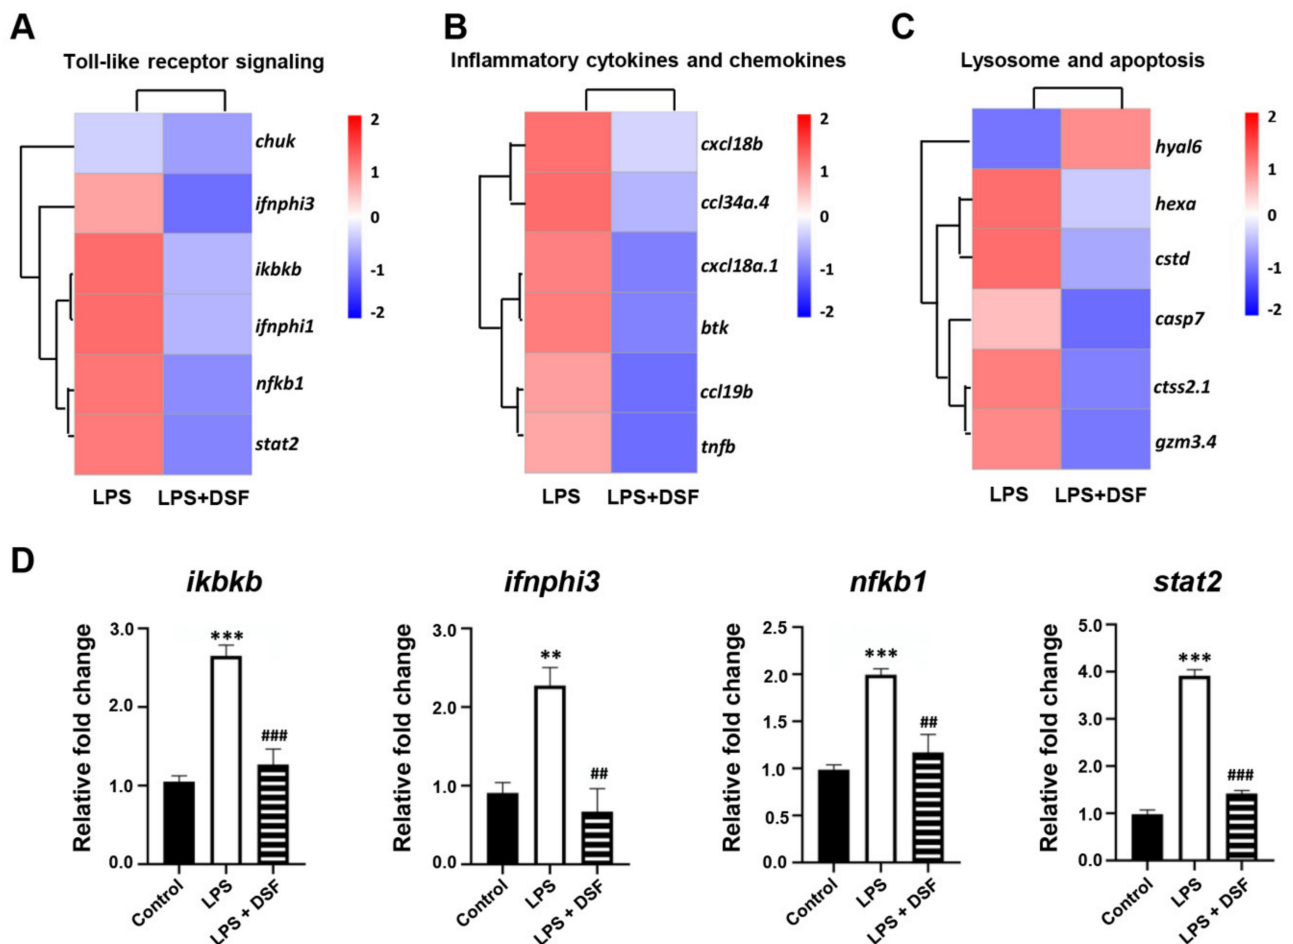 A
Toll-like receptor signaling
chuk
ifnphi3
ikbkb
ifnphi1
nfkb1
stat2
2
1
0
-1
-2
LPS LPS+DSF
B
Inflammatory cytokines and chemokines
cxcl18b
ccl34a.4
cxcl18a.1
btk
ccl19b
tnfb
2
1
0
-1
-2
LPS LPS+DSF
C
Lysosome and apoptosis
hyal6
hexa
cstd
casp7
ctss2.1
gzm3.4
2
1
0
-1
-2
LPS LPS+DSF
D
ikbkb
Relative fold change
3.0
2.0
1.0
0.0
***
###
Control
LPS
LPS + DSF
ifnphi3
Relative fold change
3.0
2.0
1.0
0.0
**
##
Control
LPS
LPS + DSF
nfkb1
Relative fold change
2.5
2.0
1.5
1.0
0.5
0.0
***
##
Control
LPS
LPS + DSF
stat2
Relative fold change
5.0
4.0
3.0
2.0
1.0
0.0
***
###
Control
LPS
LPS + DSF